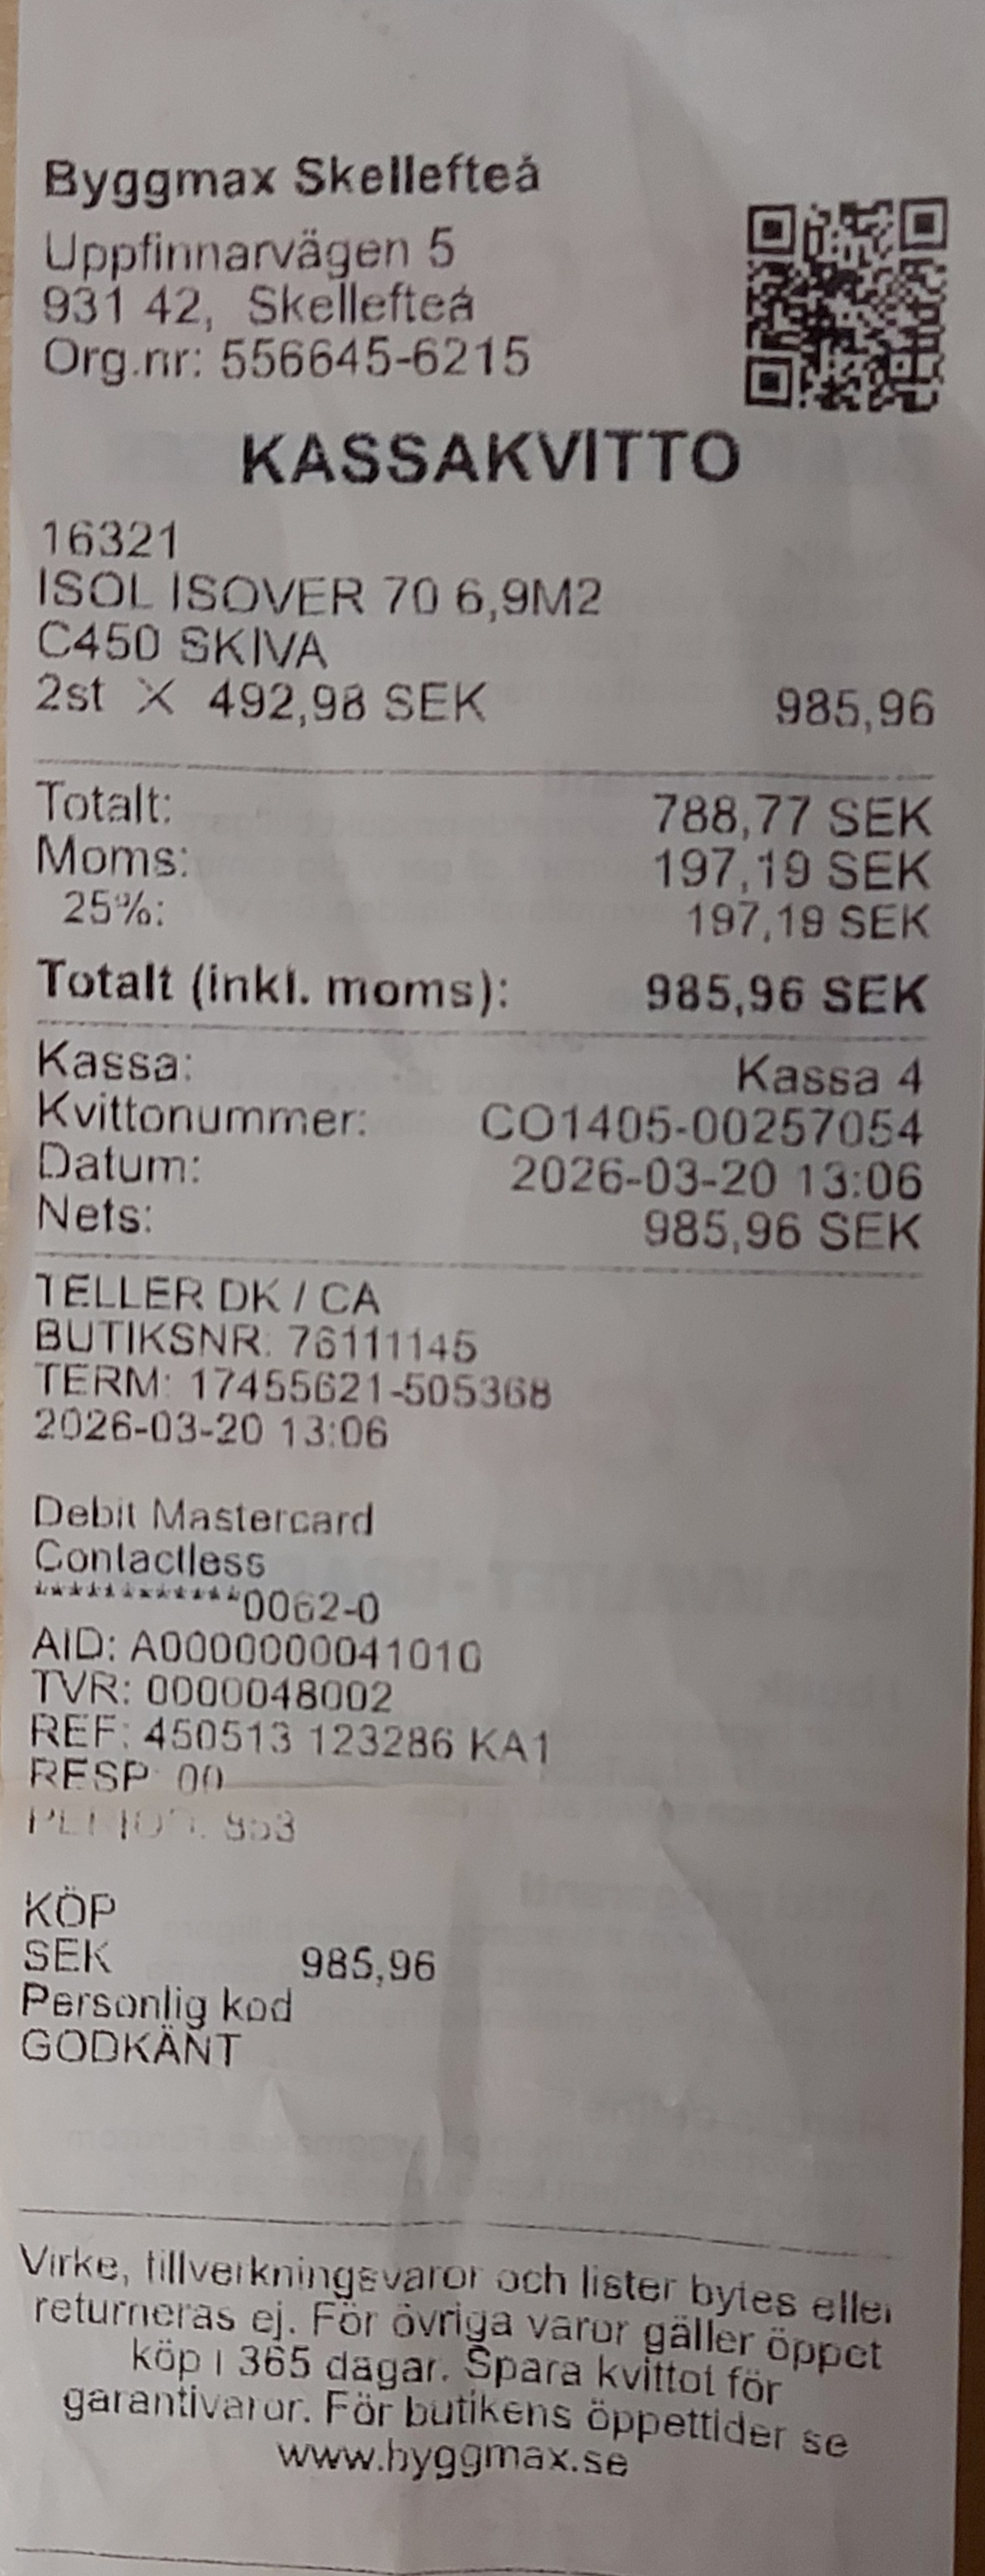 Byggmax Skellefteå
Uppfinnarvägen 5
931 42, Skellefteå
Org.nr: 556645-6215
KASSAKVITTO
16321
ISOL ISOVER 70 6,9M2
C450 SKIVA
2st X 492,98 SEK 985,96
Totalt: 788,77 SEK
Moms: 197,19 SEK
25%: 197,19 SEK
Totalt (inkl. moms): 985,96 SEK
Kassa: Kassa 4
Kvittonummer: CO1405-00257054
Datum: 2026-03-20 13:06
Nets: 985,96 SEK
TELLER DK / CA
BUTIKSNR: 76111145
TERM: 17455621-505368
2026-03-20 13:06
Debit Mastercard
Contactless
************0062-0
AID: A0000000041010
TVR: 0000048002
REF: 450513 123286 KA1
RESP: 00
KÖP
SEK 985,96
Personlig kod
GODKÄNT
Virke, tillverkningsvaror och lister bytes eller
returneras ej. För övriga varor gäller öppet
köp i 365 dagar. Spara kvittot för
garantivaror. För butikens öppettider se
www.byggmax.se